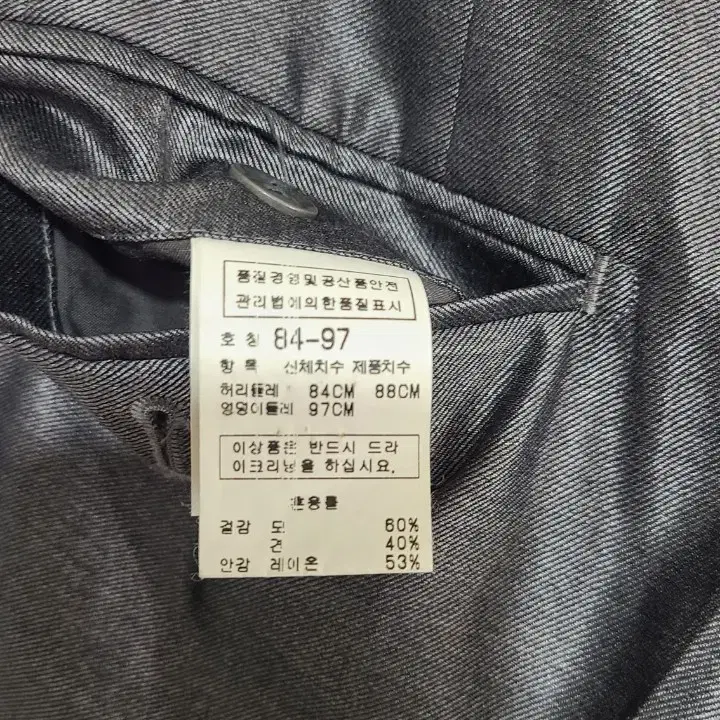 품질경영및공산품안전
관리법에의한품질표시
호칭 84-97
항목 신체치수 제품치수
허리둘레 84CM 88CM
엉덩이둘레 97CM
이상품은 반드시 드라
이크리닝을 하십시요.
혼용률
겉감 모 60%
견 40%
안감 레이온 53%